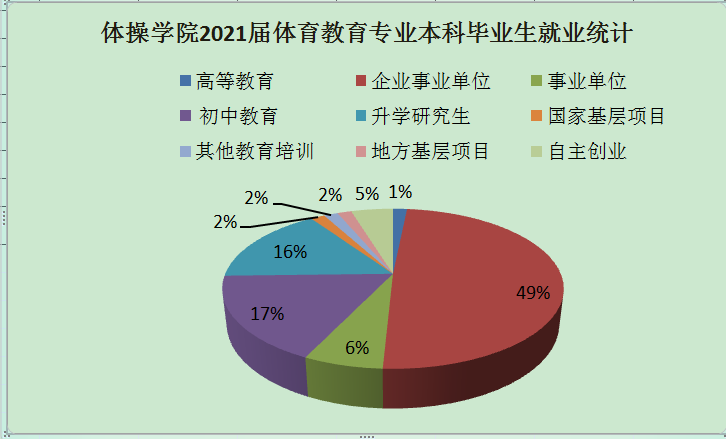 体操学院2021届体育教育专业本科毕业生就业统计
高等教育 企业事业单位 事业单位
初中教育 升学研究生 国家基层项目
其他教育培训 地方基层项目 自主创业
2% 2% 5% 1%
2%
16%
49%
17%
6%